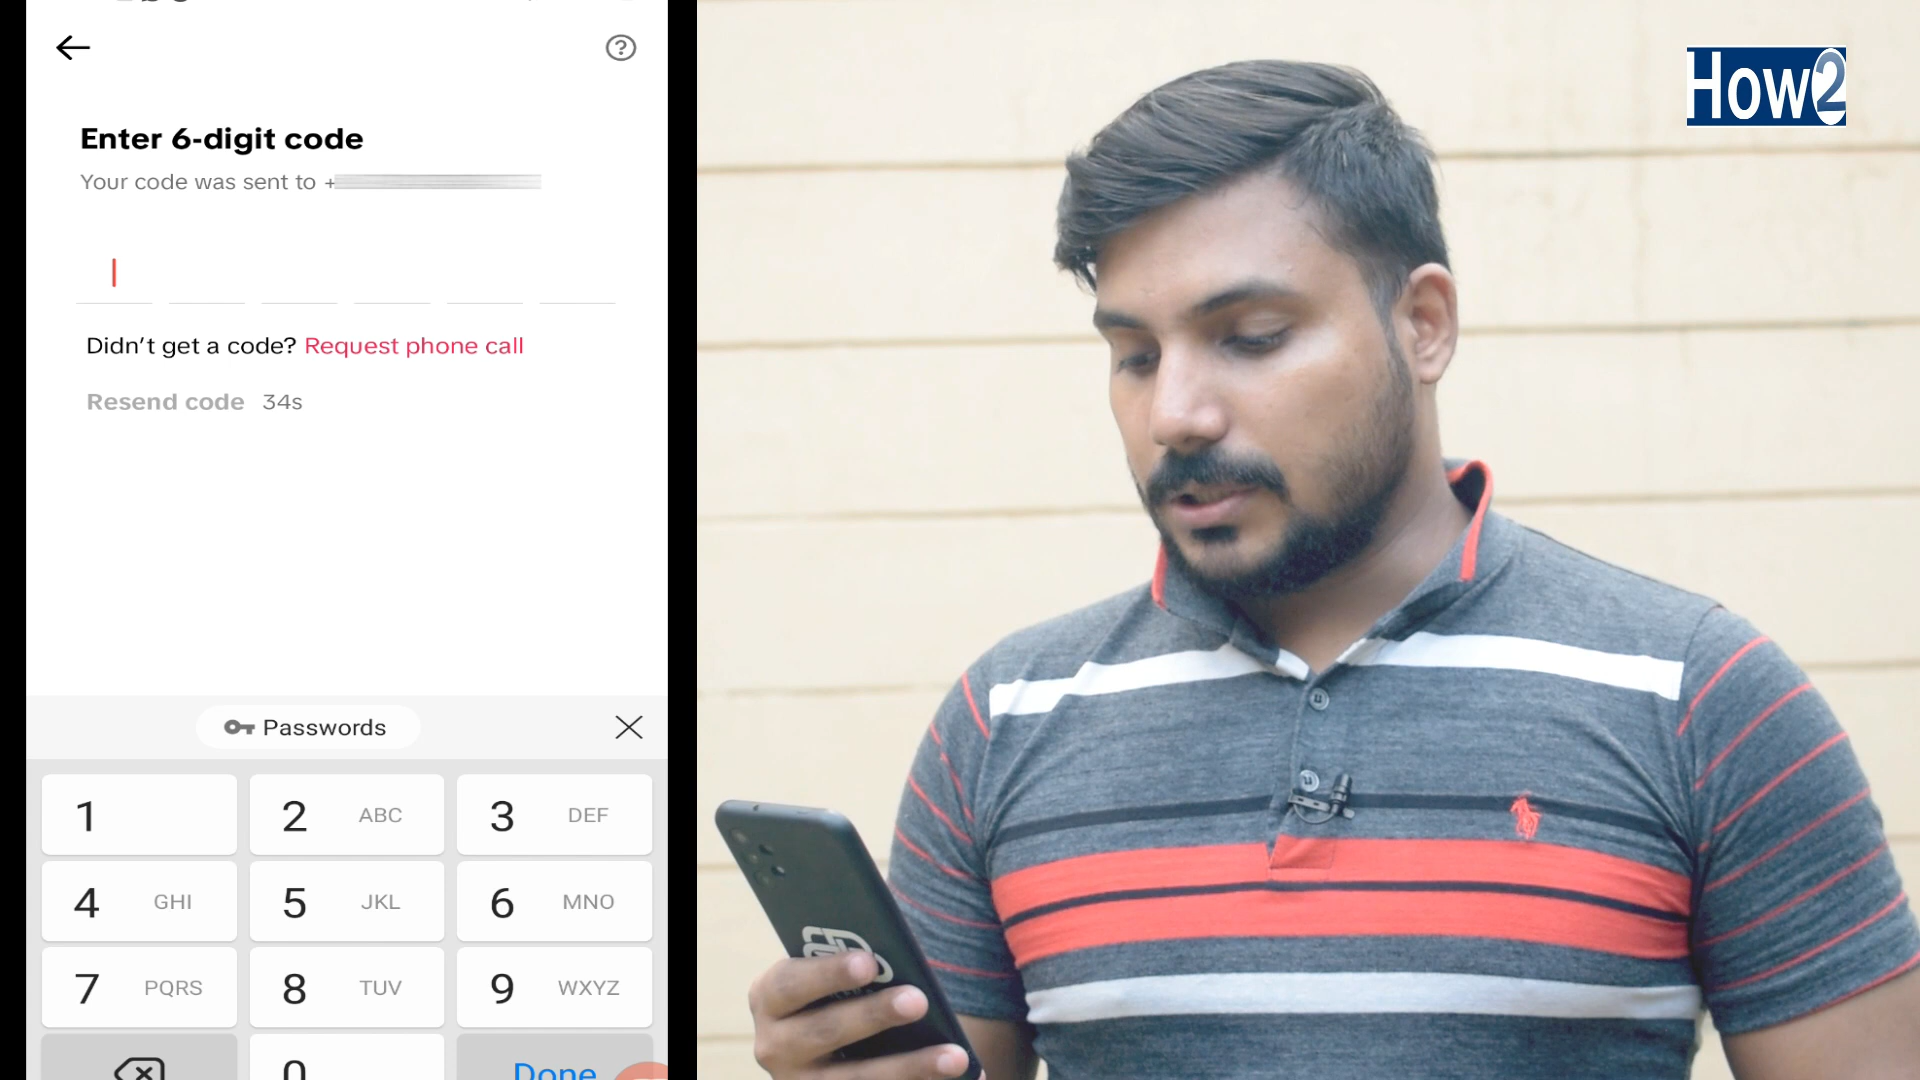 Enter 6-digit code
Your code was sent to +
Didn't get a code? Request phone call
Resend code 34s
Passwords
1
2 ABC
3 DEF
4 GHI
5 JKL
6 MNO
7 PQRS
8 TUV
9 WXYZ
0
Done
How2